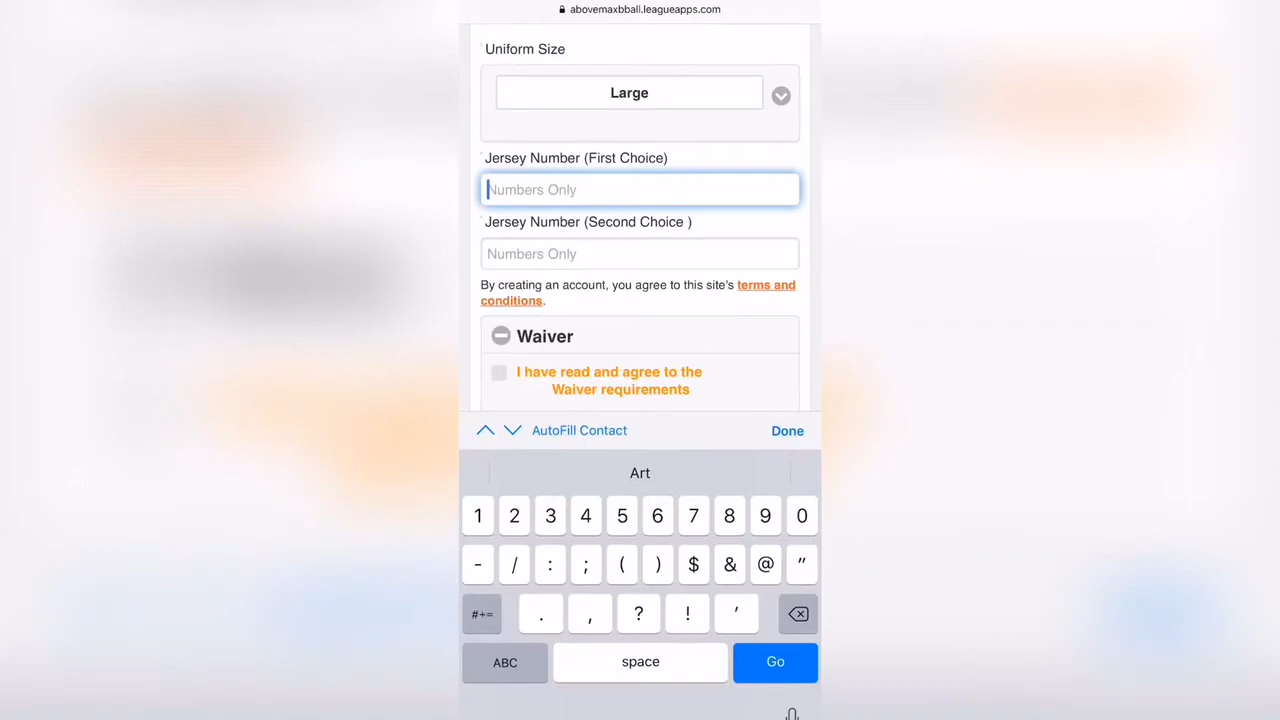 abovemaxbball.leagueapps.com
Uniform Size
Large
Jersey Number (First Choice)
Numbers Only
Jersey Number (Second Choice )
Numbers Only
By creating an account, you agree to this site's terms and
conditions.
Waiver
I have read and agree to the
Waiver requirements
AutoFill Contact Done
Art
1 2 3 4 5 6 7 8 9 0
- / : ; ( ) $ & @ "
#+= . , ? ! '
ABC space Go